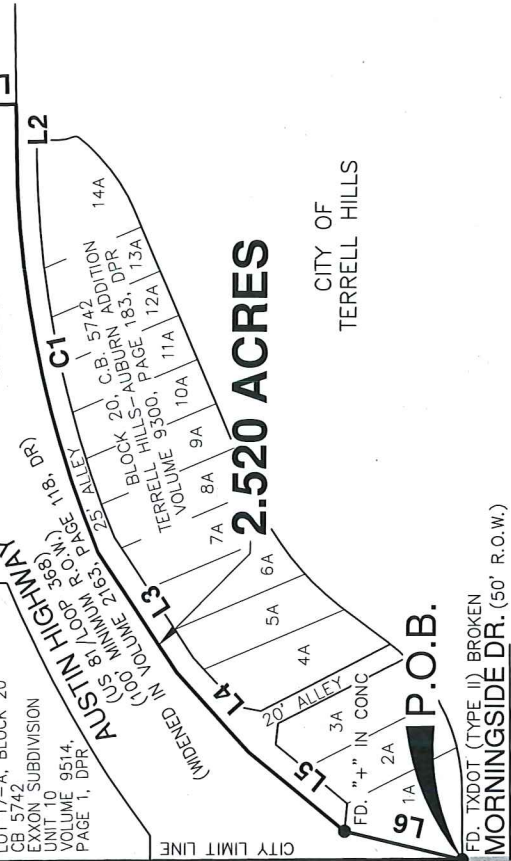 LOT 17-A, BLOCK 20
CB 5742
EXXON SUBDIVISION
UNIT 10
VOLUME 9514,
PAGE 1, DPR
AUSTIN HIGHWAY
(US 81/LOOP 368)
(100' MINIMUM R.O.W.)
(WIDENED IN VOLUME 2163, PAGE 118, DR)
L2
C1
25' ALLEY
BLOCK 20, C.B. 5742
TERRELL HILLS-AUBURN ADDITION
VOLUME 9300, PAGE 183, DPR
14A
13A
12A
11A
10A
9A
8A
7A
6A
5A
4A
L3
2.520 ACRES
CITY OF
TERRELL HILLS
L4
20' ALLEY
3A
2A
1A
L5
FD. "+" IN CONC
L6
P.O.B.
CITY LIMIT LINE
FD. TXDOT (TYPE II) BROKEN
MORNINGSIDE DR. (50' R.O.W.)